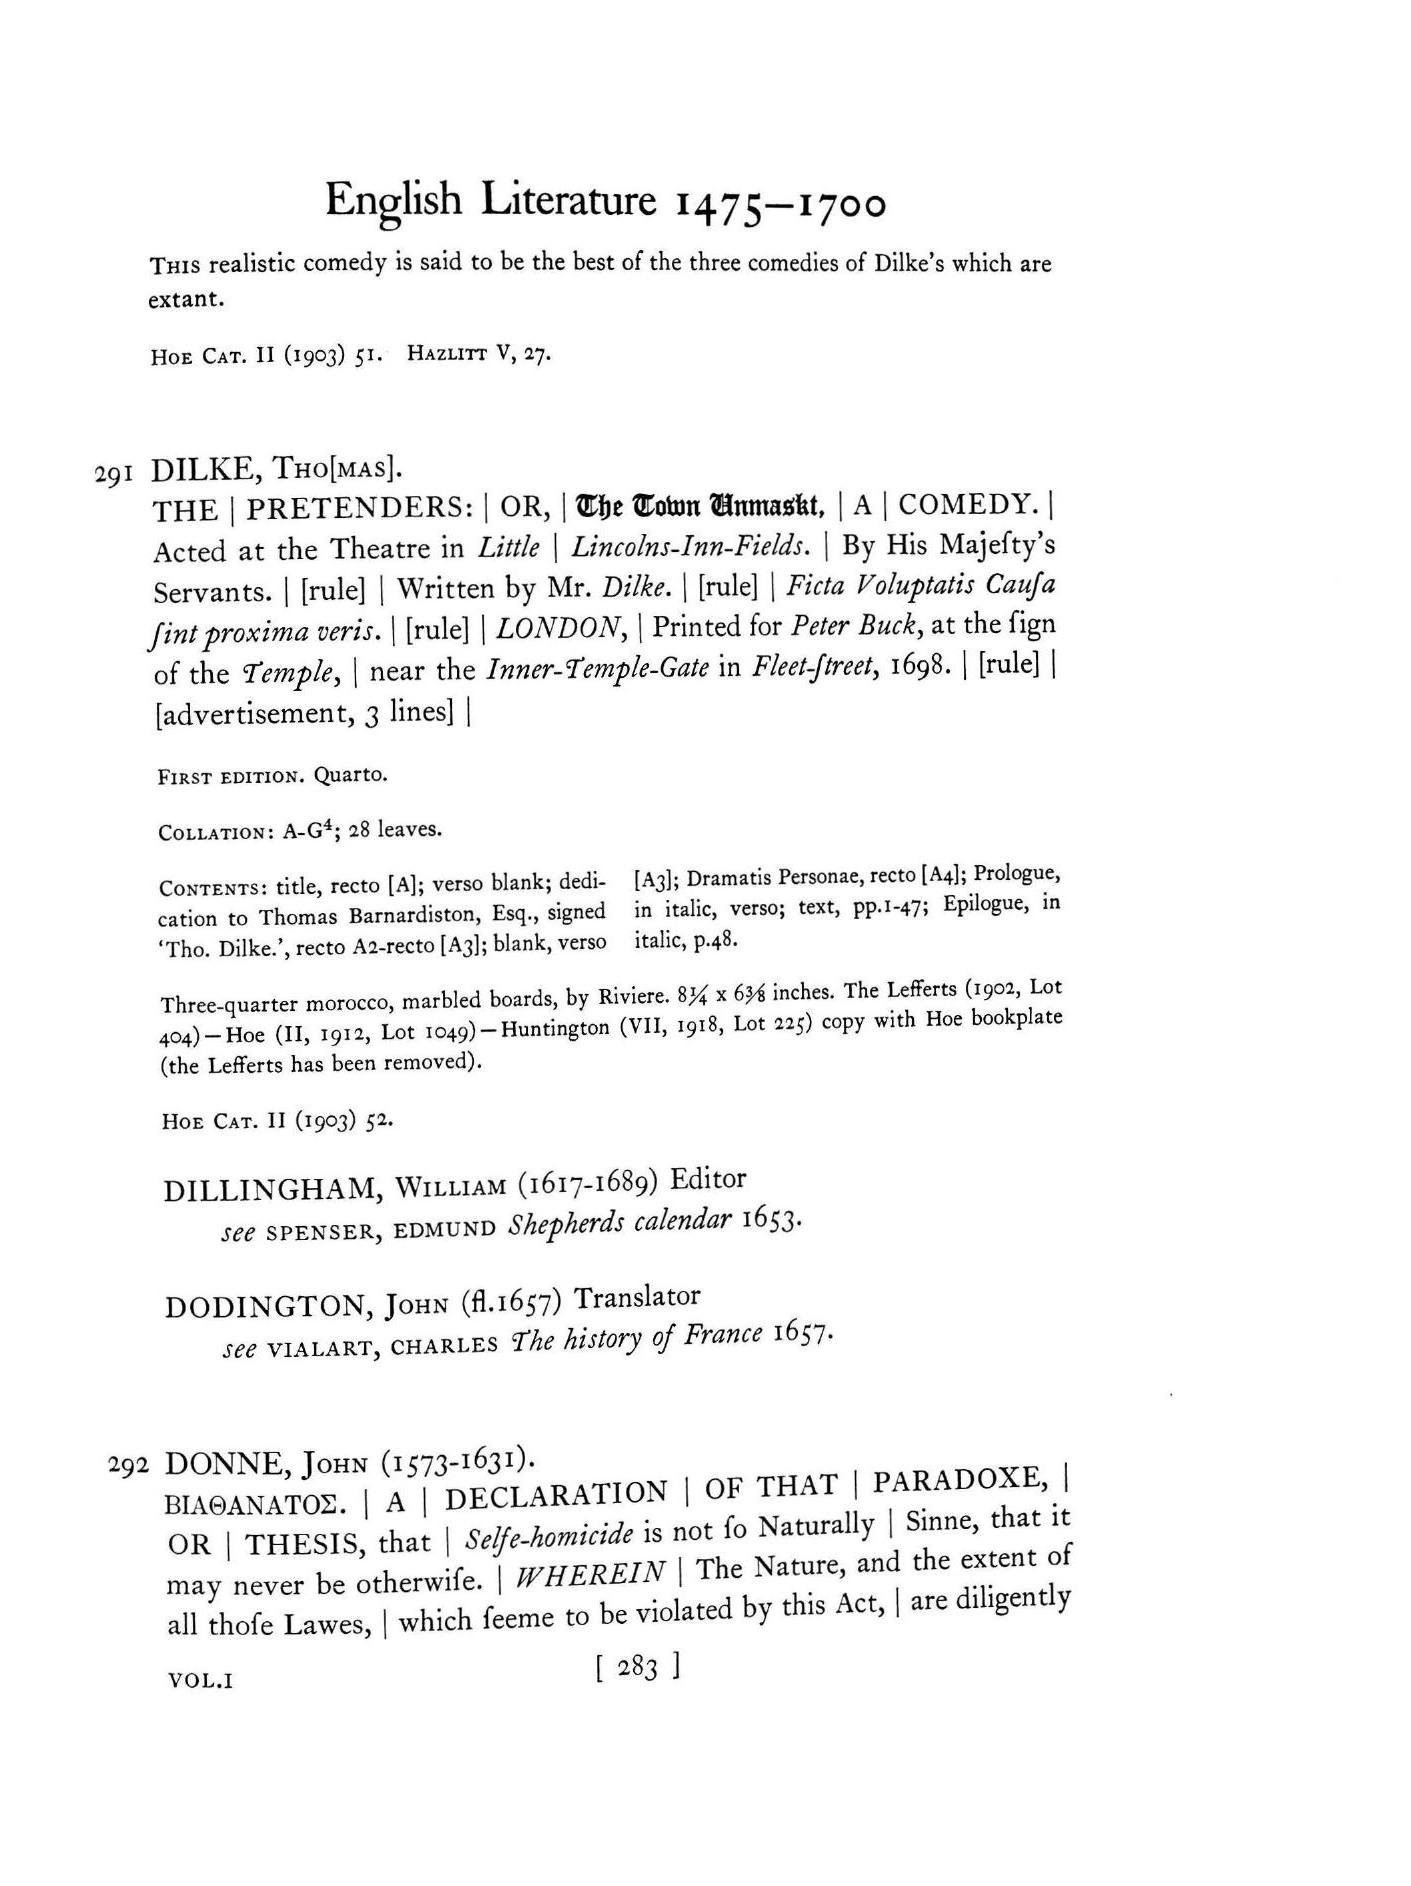 English Literature 1475–1700
THIS realistic comedy is said to be the best of the three comedies of Dilke's which are
extant.
HOE CAT. II (1903) 51. HAZLITT V, 27.
291 DILKE, THO[MAS].
THE | PRETENDERS: | OR, | The Town Unmaskt, | A | COMEDY. |
Acted at the Theatre in Little | Lincolns-Inn-Fields. | By His Majeſty's
Servants. | [rule] | Written by Mr. Dilke. | [rule] | Ficta Voluptatis Cauſa
ſint proxima veris. | [rule] | LONDON, | Printed for Peter Buck, at the ſign
of the Temple, | near the Inner-Temple-Gate in Fleet-ſtreet, 1698. | [rule] |
[advertisement, 3 lines] |
FIRST EDITION. Quarto.
COLLATION: A-G⁴; 28 leaves.
CONTENTS: title, recto [A]; verso blank; dedi-
cation to Thomas Barnardiston, Esq., signed
'Tho. Dilke.', recto A2-recto [A3]; blank, verso
[A3]; Dramatis Personae, recto [A4]; Prologue,
in italic, verso; text, pp.1-47; Epilogue, in
italic, p.48.
Three-quarter morocco, marbled boards, by Riviere. 8¼ x 6⅜ inches. The Lefferts (1902, Lot
404)—Hoe (II, 1912, Lot 1049)—Huntington (VII, 1918, Lot 225) copy with Hoe bookplate
(the Lefferts has been removed).
HOE CAT. II (1903) 52.
DILLINGHAM, WILLIAM (1617-1689) Editor
see SPENSER, EDMUND Shepherds calendar 1653.
DODINGTON, JOHN (fl.1657) Translator
see VIALART, CHARLES The history of France 1657.
292 DONNE, JOHN (1573-1631).
ΒΙΑΘΑΝΑΤΟΣ. | A | DECLARATION | OF THAT | PARADOXE, |
OR | THESIS, that | Selfe-homicide is not ſo Naturally | Sinne, that it
may never be otherwiſe. | WHEREIN | The Nature, and the extent of
all thoſe Lawes, | which ſeeme to be violated by this Act, | are diligently
VOL.I [ 283 ]